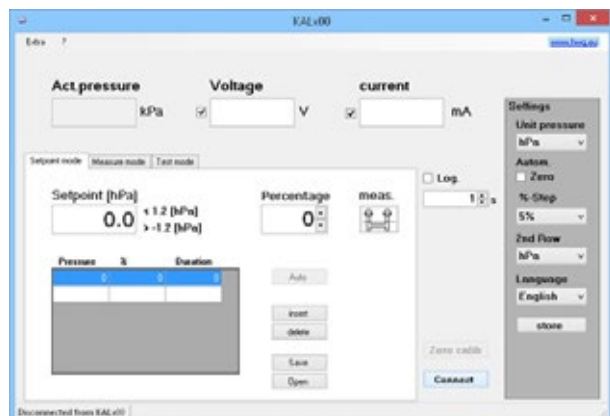 KALx00
Extra ?
www.hwg.eu
Act.pressure Voltage current
kPa V mA
Settings
Unit pressure
hPa
Autom.
Zero
%-Step
5%
2nd Row
hPa
Language
English
store
Setpoint mode Measure mode Test mode
Log.
1 s
Setpoint [hPa] Percentage meas.
0.0 < 1.2 [hPa] 0
> -1.2 [hPa]
Pressure % Duration
0 0 0
Auto
insert
delete
Save
Open
Zero calib
Connect
Disconnected from KALx00